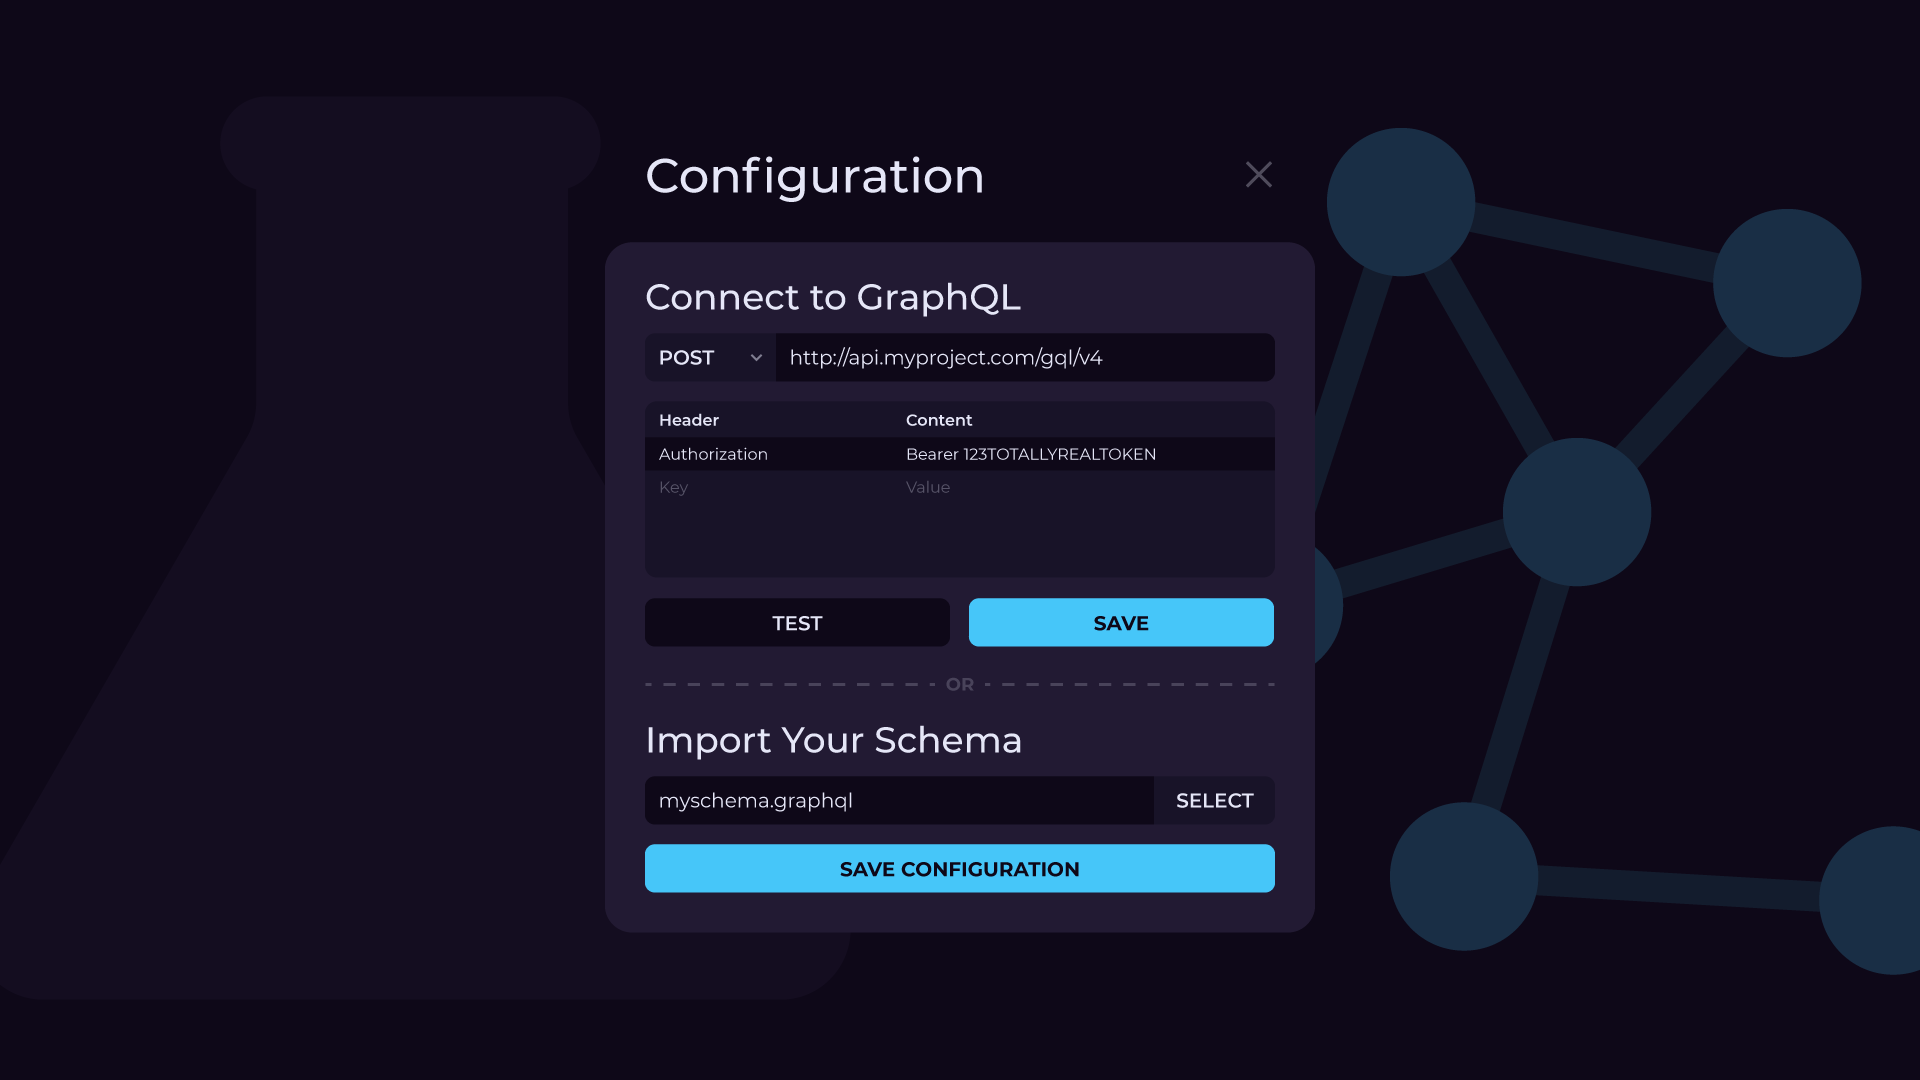 Configuration
Connect to GraphQL
POST http://api.myproject.com/gql/v4
Header Content
Authorization Bearer 123TOTALLYREALTOKEN
Key Value
TEST SAVE
OR
Import Your Schema
myschema.graphql SELECT
SAVE CONFIGURATION